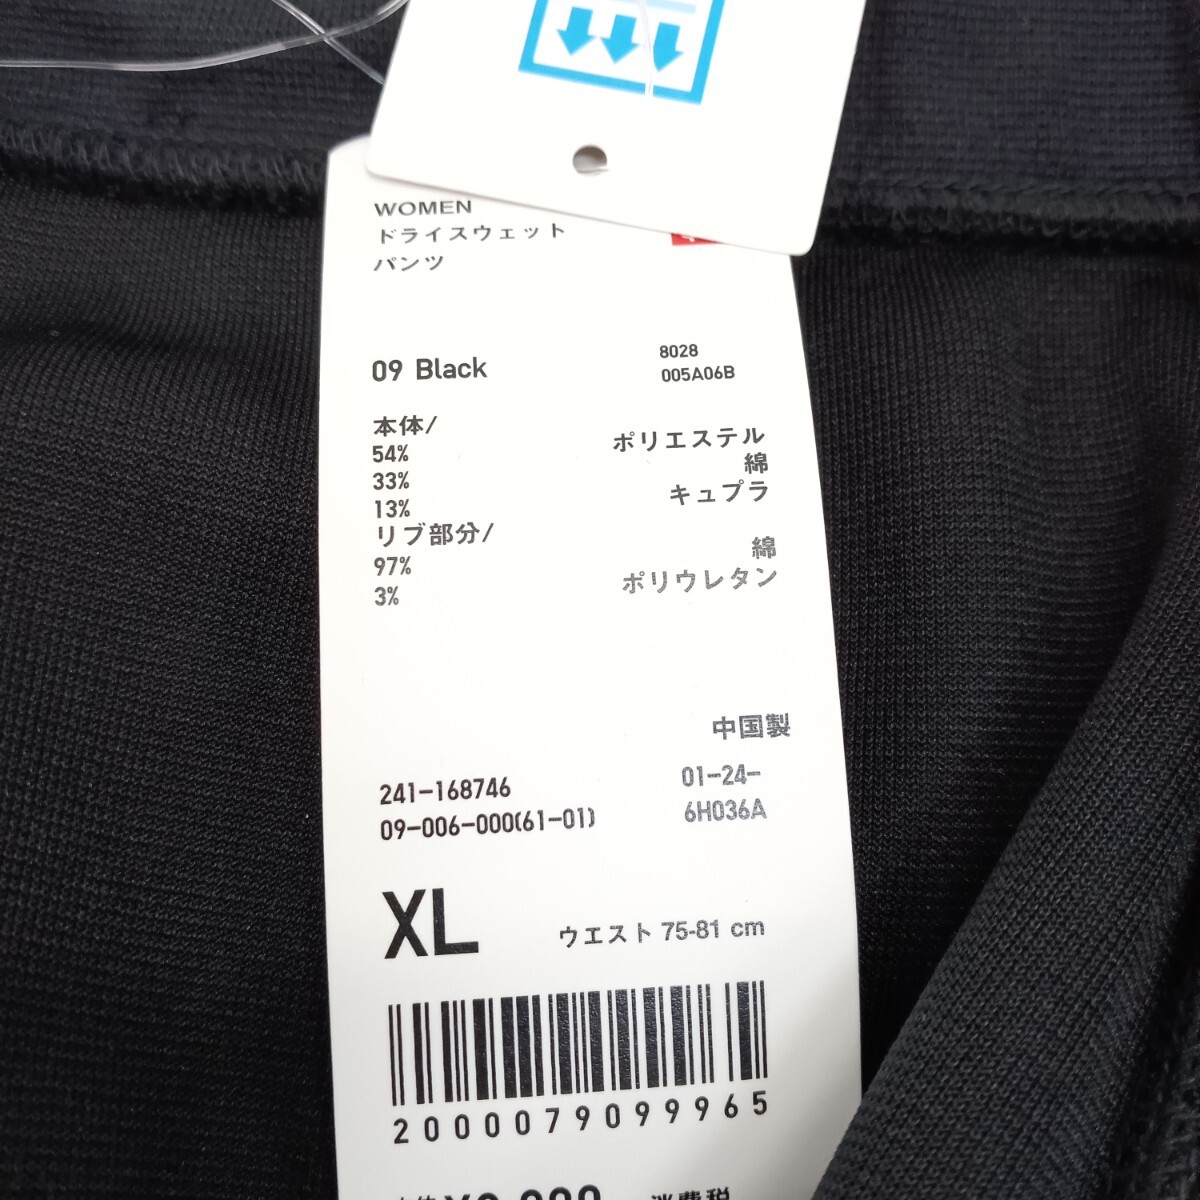 WOMEN
ドライスウェット
パンツ
09 Black
8028
005A06B
本体/
54% ポリエステル
33% 綿
13% キュプラ
リブ部分/
97% 綿
3% ポリウレタン
中国製
241-168746
01-24-
09-006-000(61-01)
6H036A
XL ウエスト 75-81 cm
2000079099965
消費税